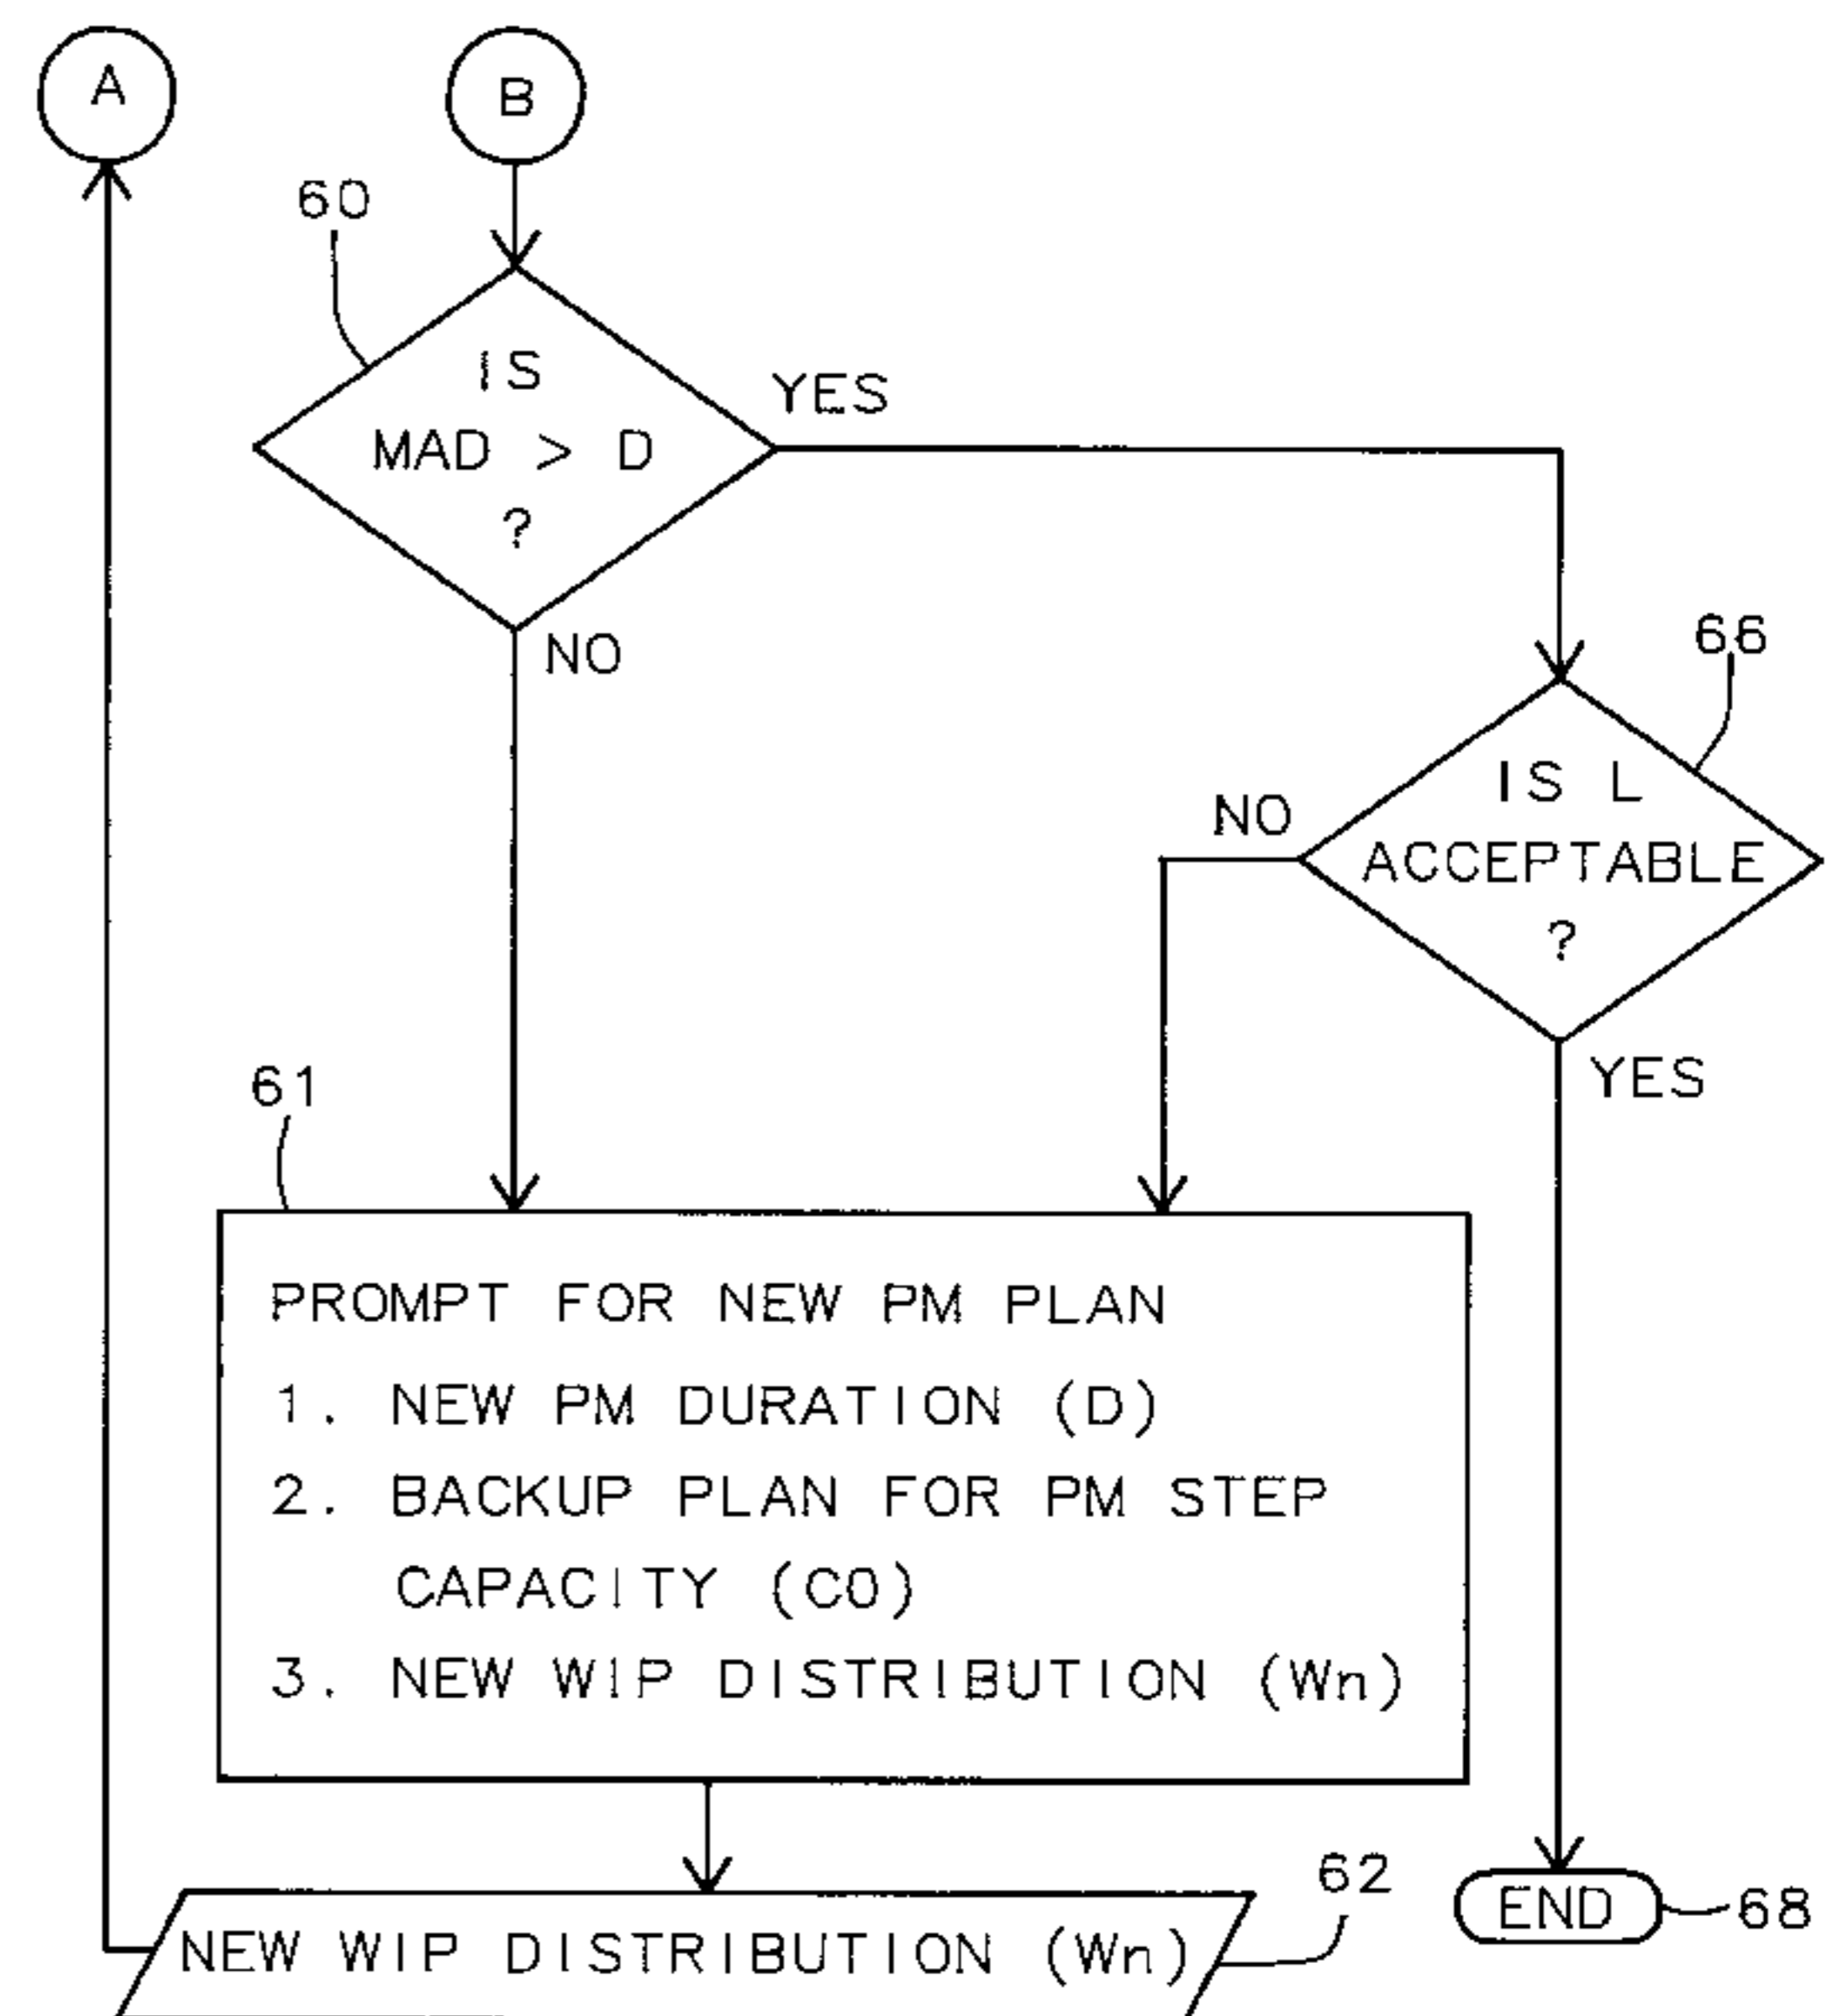 A
B
60
IS
MAD > D
?
YES
NO
66
IS L
ACCEPTABLE
?
NO
YES
61
PROMPT FOR NEW PM PLAN
1. NEW PM DURATION (D)
2. BACKUP PLAN FOR PM STEP
CAPACITY (C0)
3. NEW WIP DISTRIBUTION (Wn)
62
NEW WIP DISTRIBUTION (Wn)
END
68